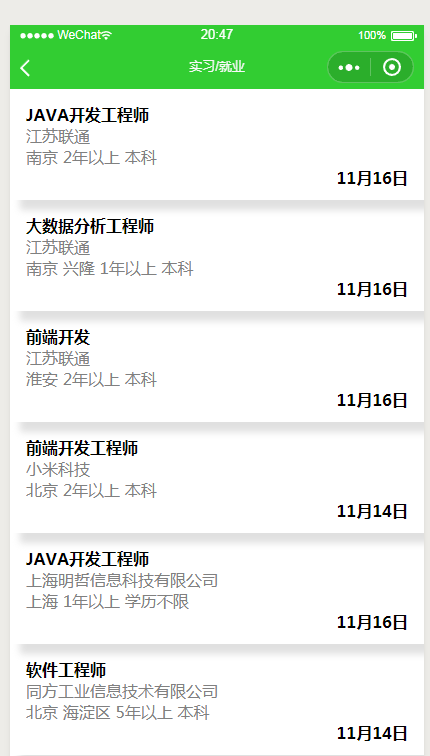 WeChat 20:47 100%
实习/就业
JAVA开发工程师
江苏联通
南京 2年以上 本科
11月16日
大数据分析工程师
江苏联通
南京 兴隆 1年以上 本科
11月16日
前端开发
江苏联通
淮安 2年以上 本科
11月16日
前端开发工程师
小米科技
北京 2年以上 本科
11月14日
JAVA开发工程师
上海明哲信息科技有限公司
上海 1年以上 学历不限
11月16日
软件工程师
同方工业信息技术有限公司
北京 海淀区 5年以上 本科
11月14日